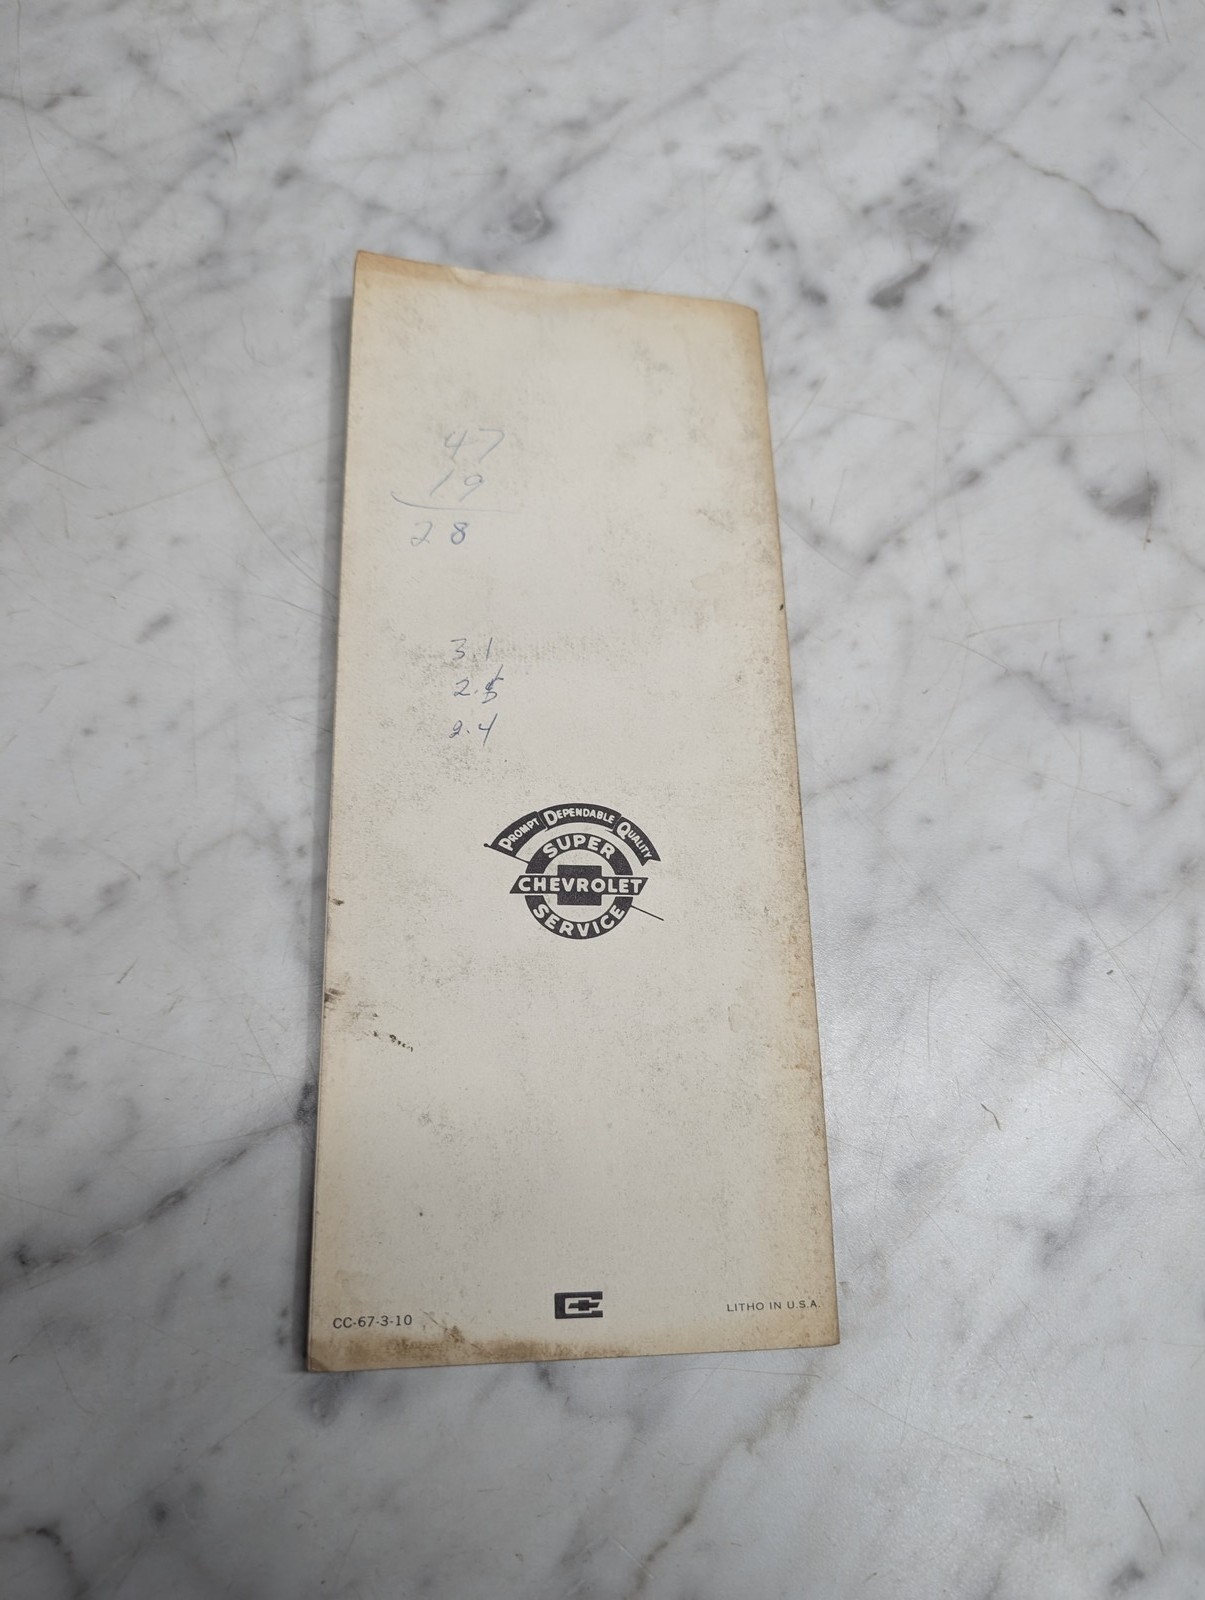 47
19
28
3.1
2.5
2.4
PROMPT DEPENDABLE QUALITY
SUPER
CHEVROLET
SERVICE
CC-67-3-10
LITHO IN U.S.A.